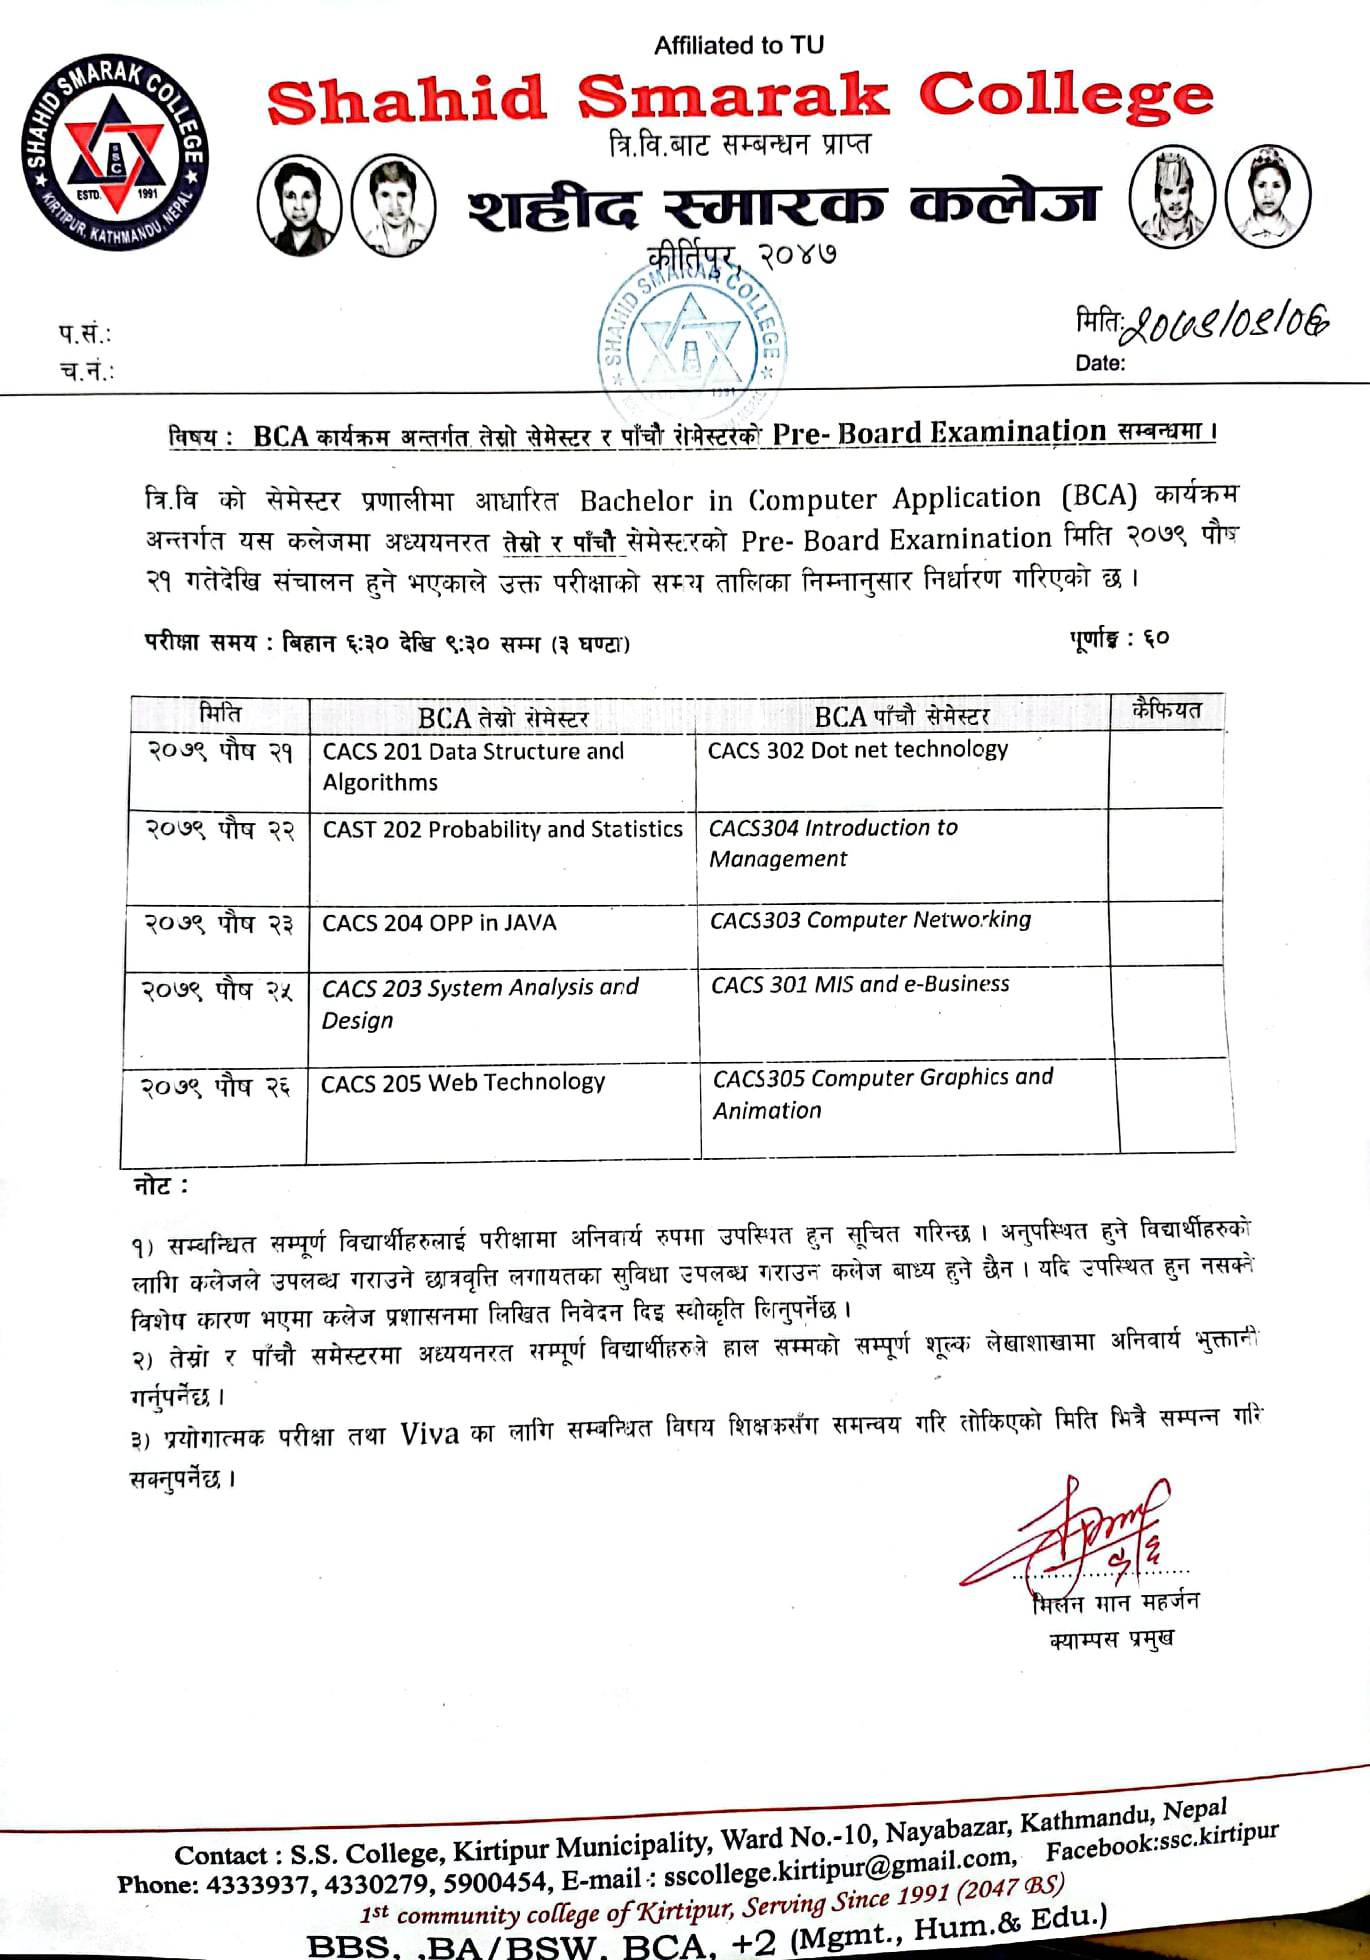 Affiliated to TU
SHAHID SMARAK COLLEGE
SSC
ESTD. 1991
KIRTIPUR, KATHMANDU, NEPAL
Shahid Smarak College
त्रि.वि.बाट सम्बन्धन प्राप्त
शहीद स्मारक कलेज
कीर्तिपुर, २०४७
SHAHID SMARAK COLLEGE
1991
प.सं.:
मिति:
च.नं.:
Date:
विषय : BCA कार्यक्रम अन्तर्गत तेस्रो सेमेस्टर र पाँचौ सेमेस्टरको Pre- Board Examination सम्बन्धमा ।
त्रि.वि को सेमेस्टर प्रणालीमा आधारित Bachelor in Computer Application (BCA) कार्यक्रम
अन्तर्गत यस कलेजमा अध्ययनरत तेस्रो र पाँचौ सेमेस्टरको Pre- Board Examination मिति २०७९ पौष
२१ गतेदेखि संचालन हुने भएकाले उक्त परीक्षाको समय तालिका निम्नानुसार निर्धारण गरिएको छ ।
परीक्षा समय : बिहान ६:३० देखि ९:३० सम्म (३ घण्टा) पूर्णाङ्क : ६०
मिति BCA तेस्रो सेमेस्टर BCA पाँचौ सेमेस्टर कैफियत
२०७९ पौष २१ CACS 201 Data Structure and CACS 302 Dot net technology
Algorithms
२०७९ पौष २२ CAST 202 Probability and Statistics CACS304 Introduction to
Management
२०७९ पौष २३ CACS 204 OPP in JAVA CACS303 Computer Networking
२०७९ पौष २५ CACS 203 System Analysis and CACS 301 MIS and e-Business
Design
२०७९ पौष २६ CACS 205 Web Technology CACS305 Computer Graphics and
Animation
नोट :
१) सम्बन्धित सम्पूर्ण विद्यार्थीहरुलाई परीक्षामा अनिवार्य रुपमा उपस्थित हुन सूचित गरिन्छ । अनुपस्थित हुने विद्यार्थीहरुको
लागि कलेजले उपलब्ध गराउने छात्रवृत्ति लगायतका सुविधा उपलब्ध गराउन कलेज बाध्य हुने छैन । यदि उपस्थित हुन नसक्ने
विशेष कारण भएमा कलेज प्रशासनमा लिखित निवेदन दिइ स्वीकृति लिनुपर्नेछ ।
२) तेस्रो र पाँचौ समेस्टरमा अध्ययनरत सम्पूर्ण विद्यार्थीहरुले हाल सम्मको सम्पूर्ण शूल्क लेखाशाखामा अनिवार्य भुक्तानी
गर्नुपर्नेछ ।
३) प्रयोगात्मक परीक्षा तथा Viva का लागि सम्बन्धित विषय शिक्षकसँग समन्वय गरि तोकिएको मिति भित्रै सम्पन्न गरि
सक्नुपर्नेछ ।
मिलन मान महर्जन
क्याम्पस प्रमुख
Contact : S.S. College, Kirtipur Municipality, Ward No.-10, Nayabazar, Kathmandu, Nepal
Phone: 4333937, 4330279, 5900454, E-mail : sscollege.kirtipur@gmail.com, Facebook:ssc.kirtipur
1st community college of Kirtipur, Serving Since 1991 (2047 BS)
BBS, ,BA/BSW, BCA, +2 (Mgmt., Hum.& Edu.)